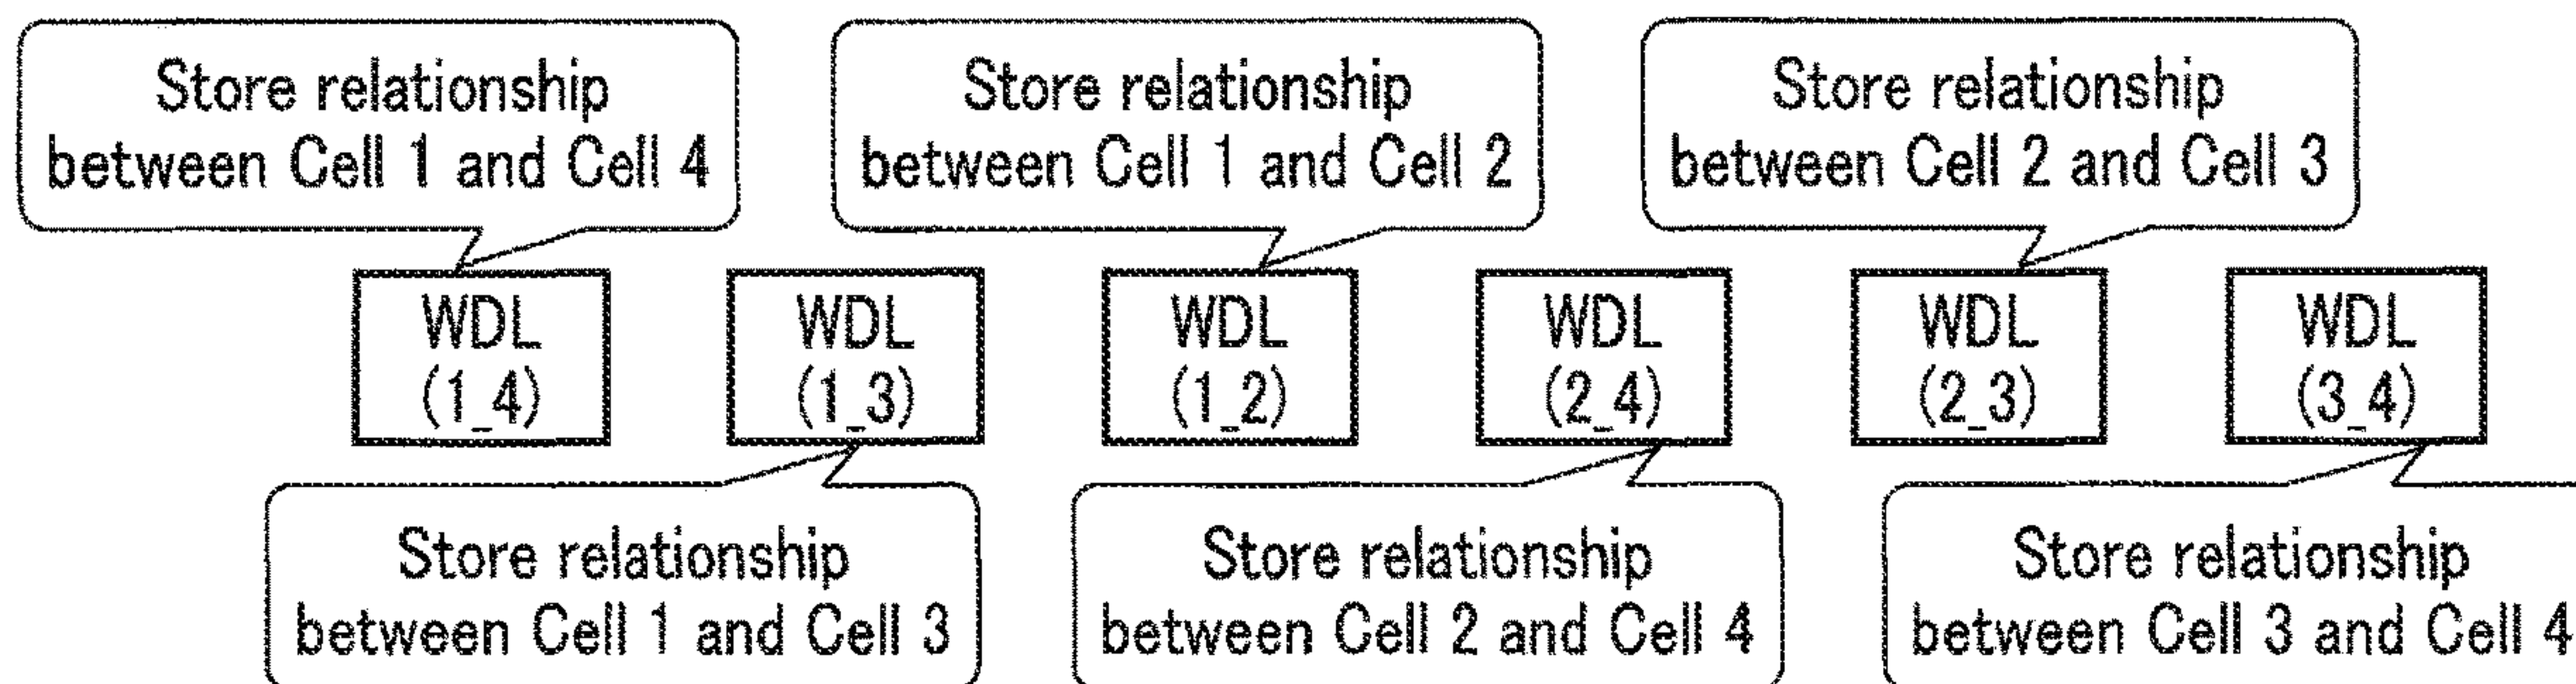 Store relationship
between Cell 1 and Cell 4
Store relationship
between Cell 1 and Cell 2
Store relationship
between Cell 2 and Cell 3
WDL
(1_4)
WDL
(1_3)
WDL
(1_2)
WDL
(2_4)
WDL
(2_3)
WDL
(3_4)
Store relationship
between Cell 1 and Cell 3
Store relationship
between Cell 2 and Cell 4
Store relationship
between Cell 3 and Cell 4